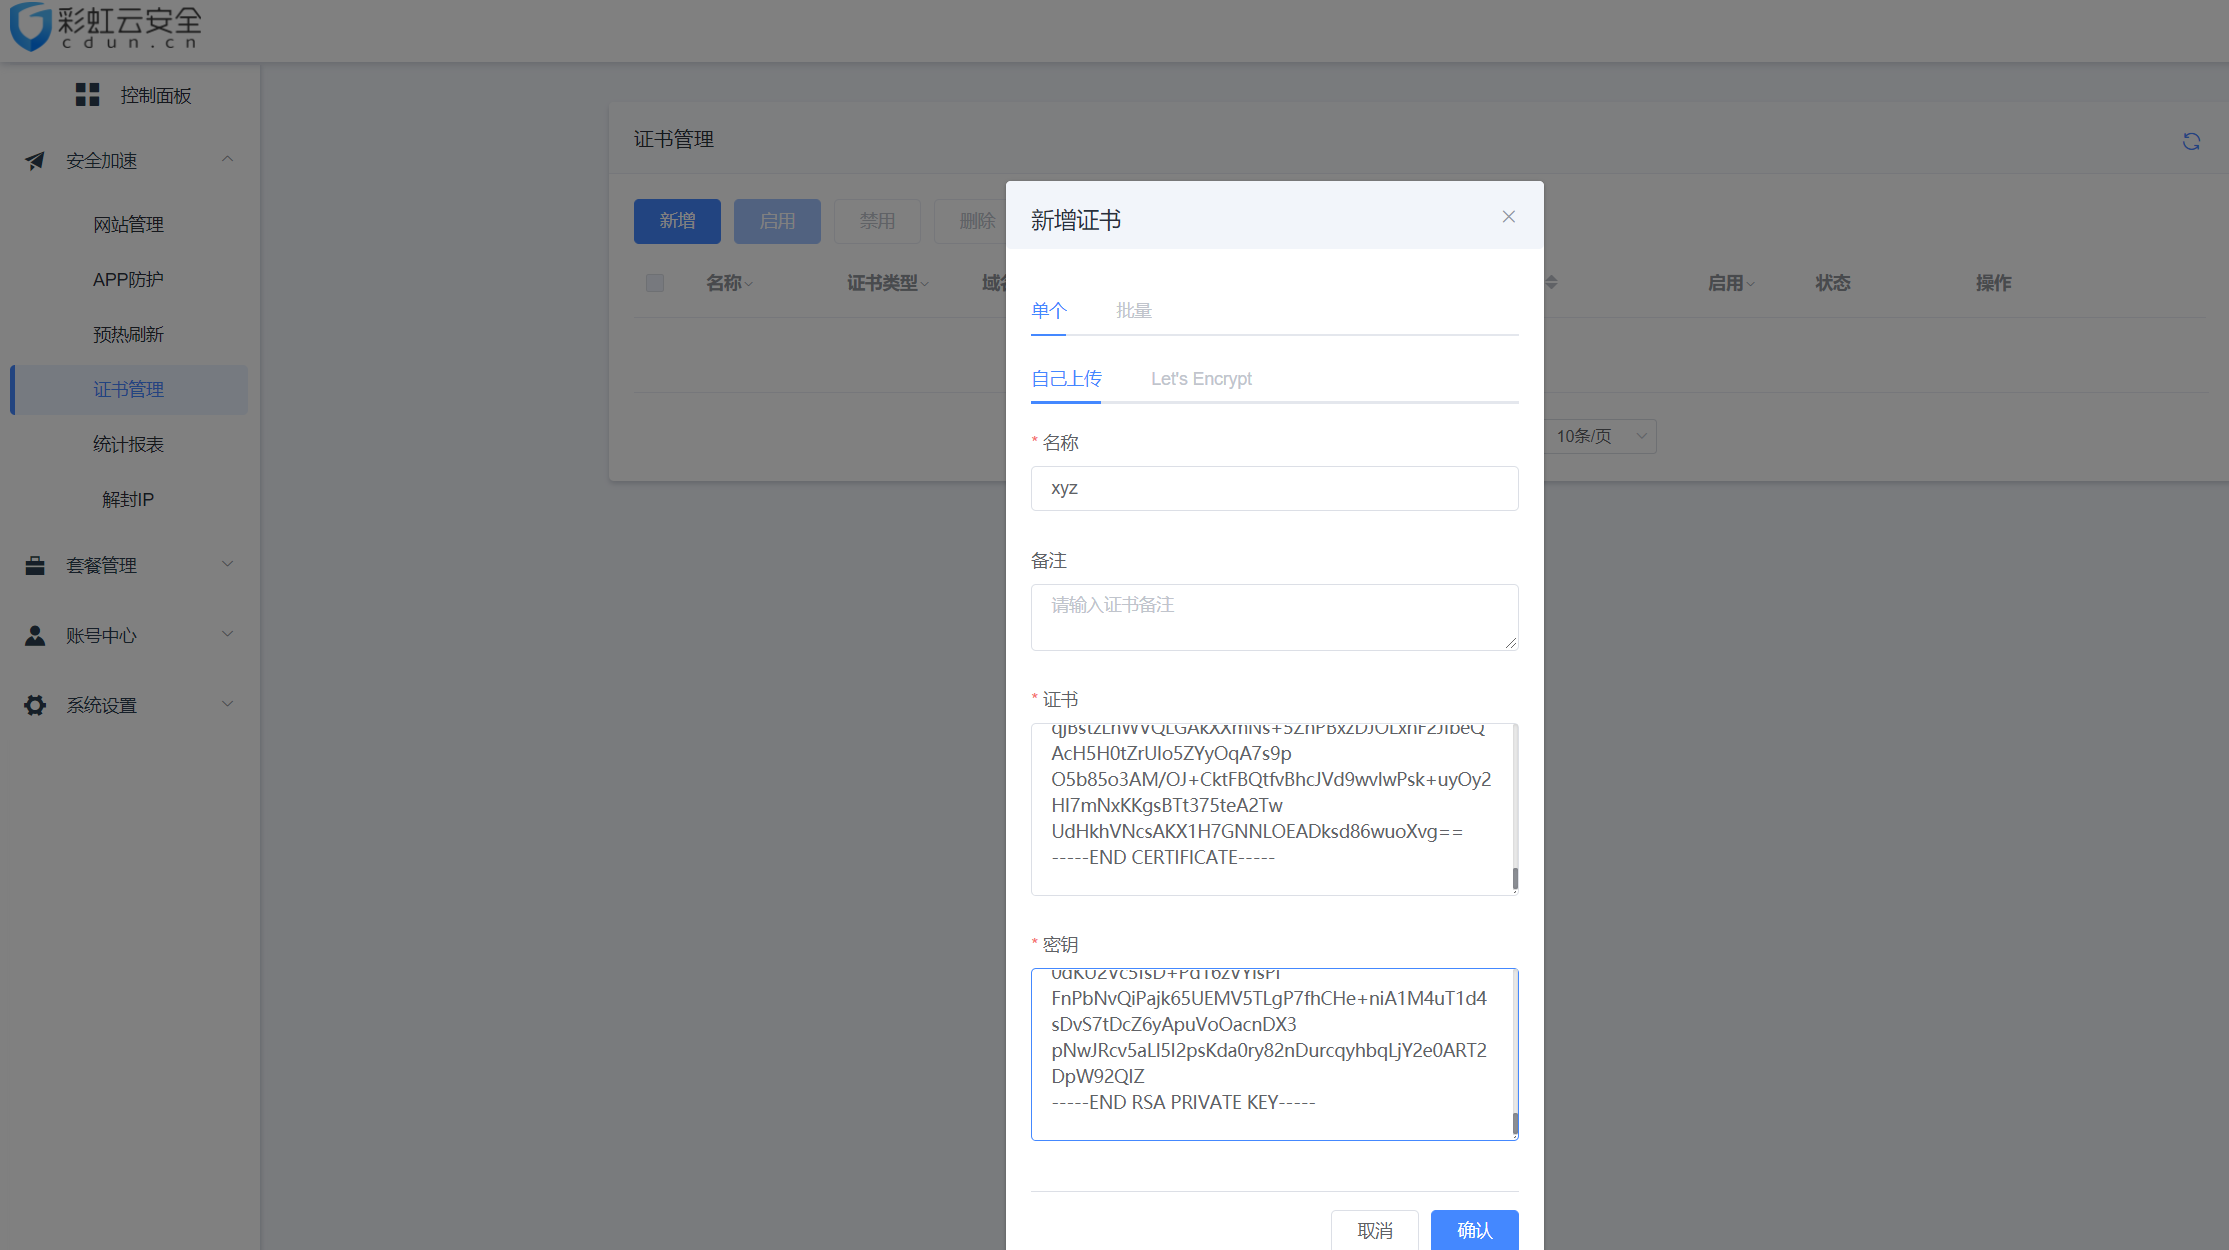 彩虹云安全
cdun.cn
控制面板
安全加速
网站管理
APP防护
预热刷新
证书管理
统计报表
解封IP
套餐管理
账号中心
系统设置
证书管理
新增 启用 禁用 删除
名称 证书类型 启用 状态 操作
10条/页
新增证书
单个 批量
自己上传 Let's Encrypt
* 名称
xyz
备注
请输入证书备注
* 证书
AcH5H0tZrUIo5ZYyOqA7s9p
O5b85o3AM/OJ+CktFBQtfvBhcJVd9wvlwPsk+uyOy2
HI7mNxKKgsBTt375teA2Tw
UdHkhVNcsAKX1H7GNNLOEADksd86wuoXvg==
-----END CERTIFICATE-----
* 密钥
FnPbNvQiPajk65UEMV5TLgP7fhCHe+niA1M4uT1d4
sDvS7tDcZ6yApuVoOacnDX3
pNwJRcv5aLl5I2psKda0ry82nDurcqyhbqLjY2e0ART2
DpW92QIZ
-----END RSA PRIVATE KEY-----
取消 确认